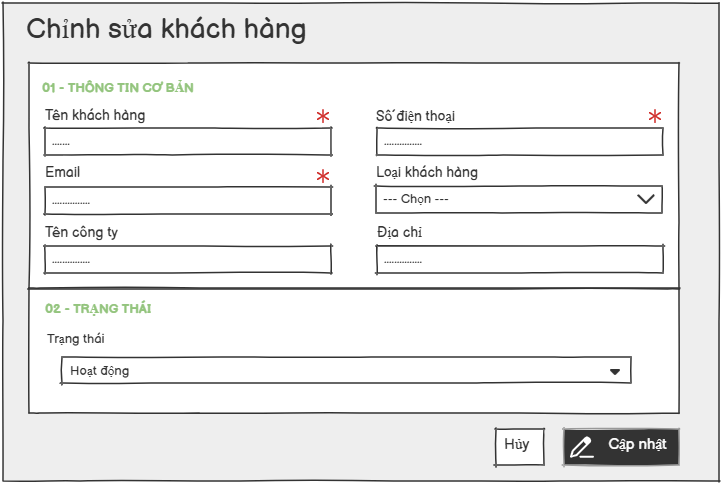 Chỉnh sửa khách hàng
01 - THÔNG TIN CƠ BẢN
Tên khách hàng *
Số điện thoại *
.......
...............
Email *
Loại khách hàng
...............
--- Chọn ---
Tên công ty
Địa chỉ
...............
...............
02 - TRẠNG THÁI
Trạng thái
Hoạt động
Hủy
Cập nhật